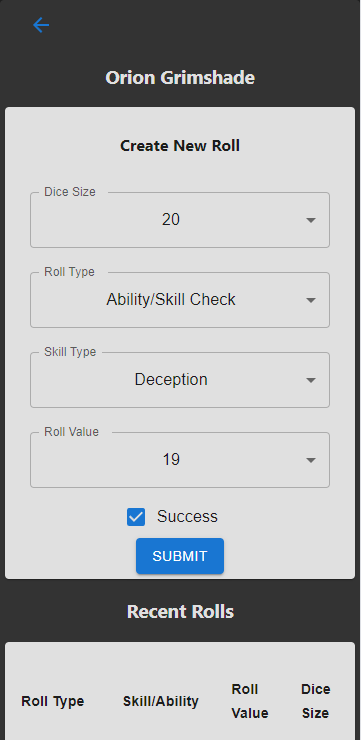 Orion Grimshade
Create New Roll
Dice Size
20
Roll Type
Ability/Skill Check
Skill Type
Deception
Roll Value
19
Success
SUBMIT
Recent Rolls
Roll Type Skill/Ability Roll Value Dice Size